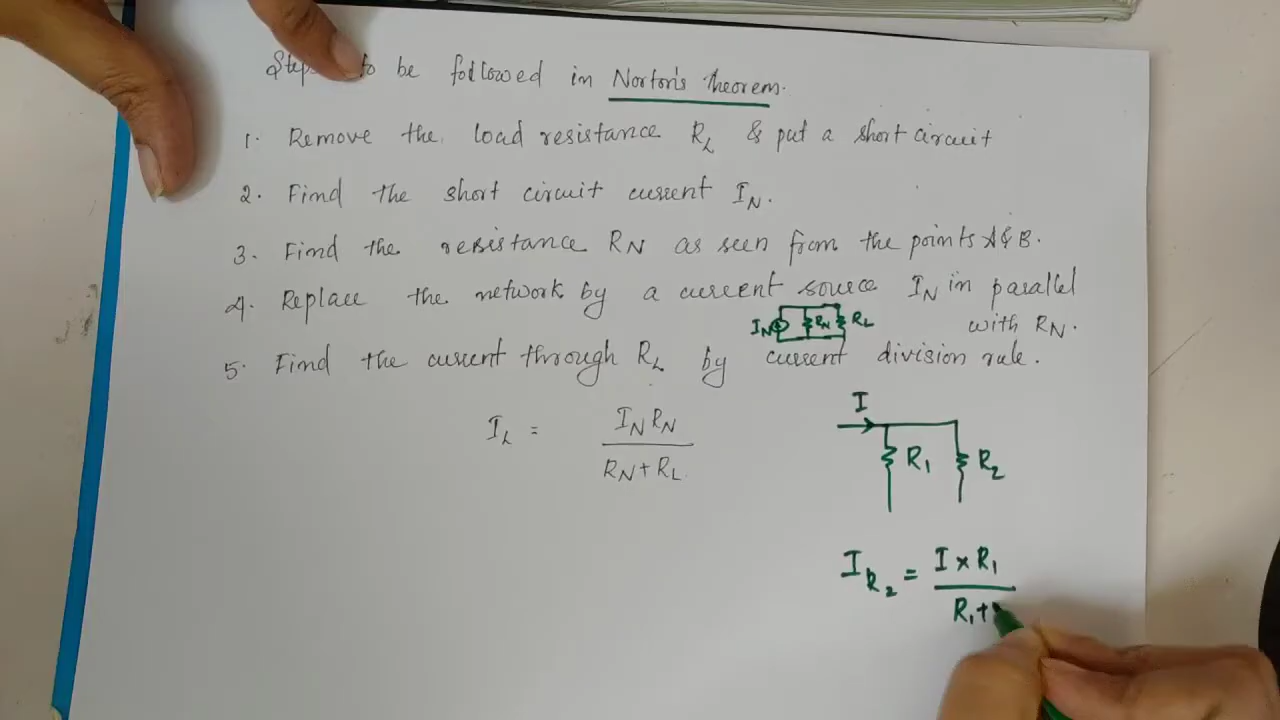 Steps to be followed in Norton's Theorem.
1. Remove the load resistance RL & put a short circuit
2. Find the short circuit current IN.
3. Find the resistance RN as seen from the points A & B.
4. Replace the network by a current source IN in parallel
with RN.
IN RN RL
5. Find the current through RL by current division rule.
IL = IN RN
RN + RL
I
R1 R2
IR2 = I × R1
R1 +